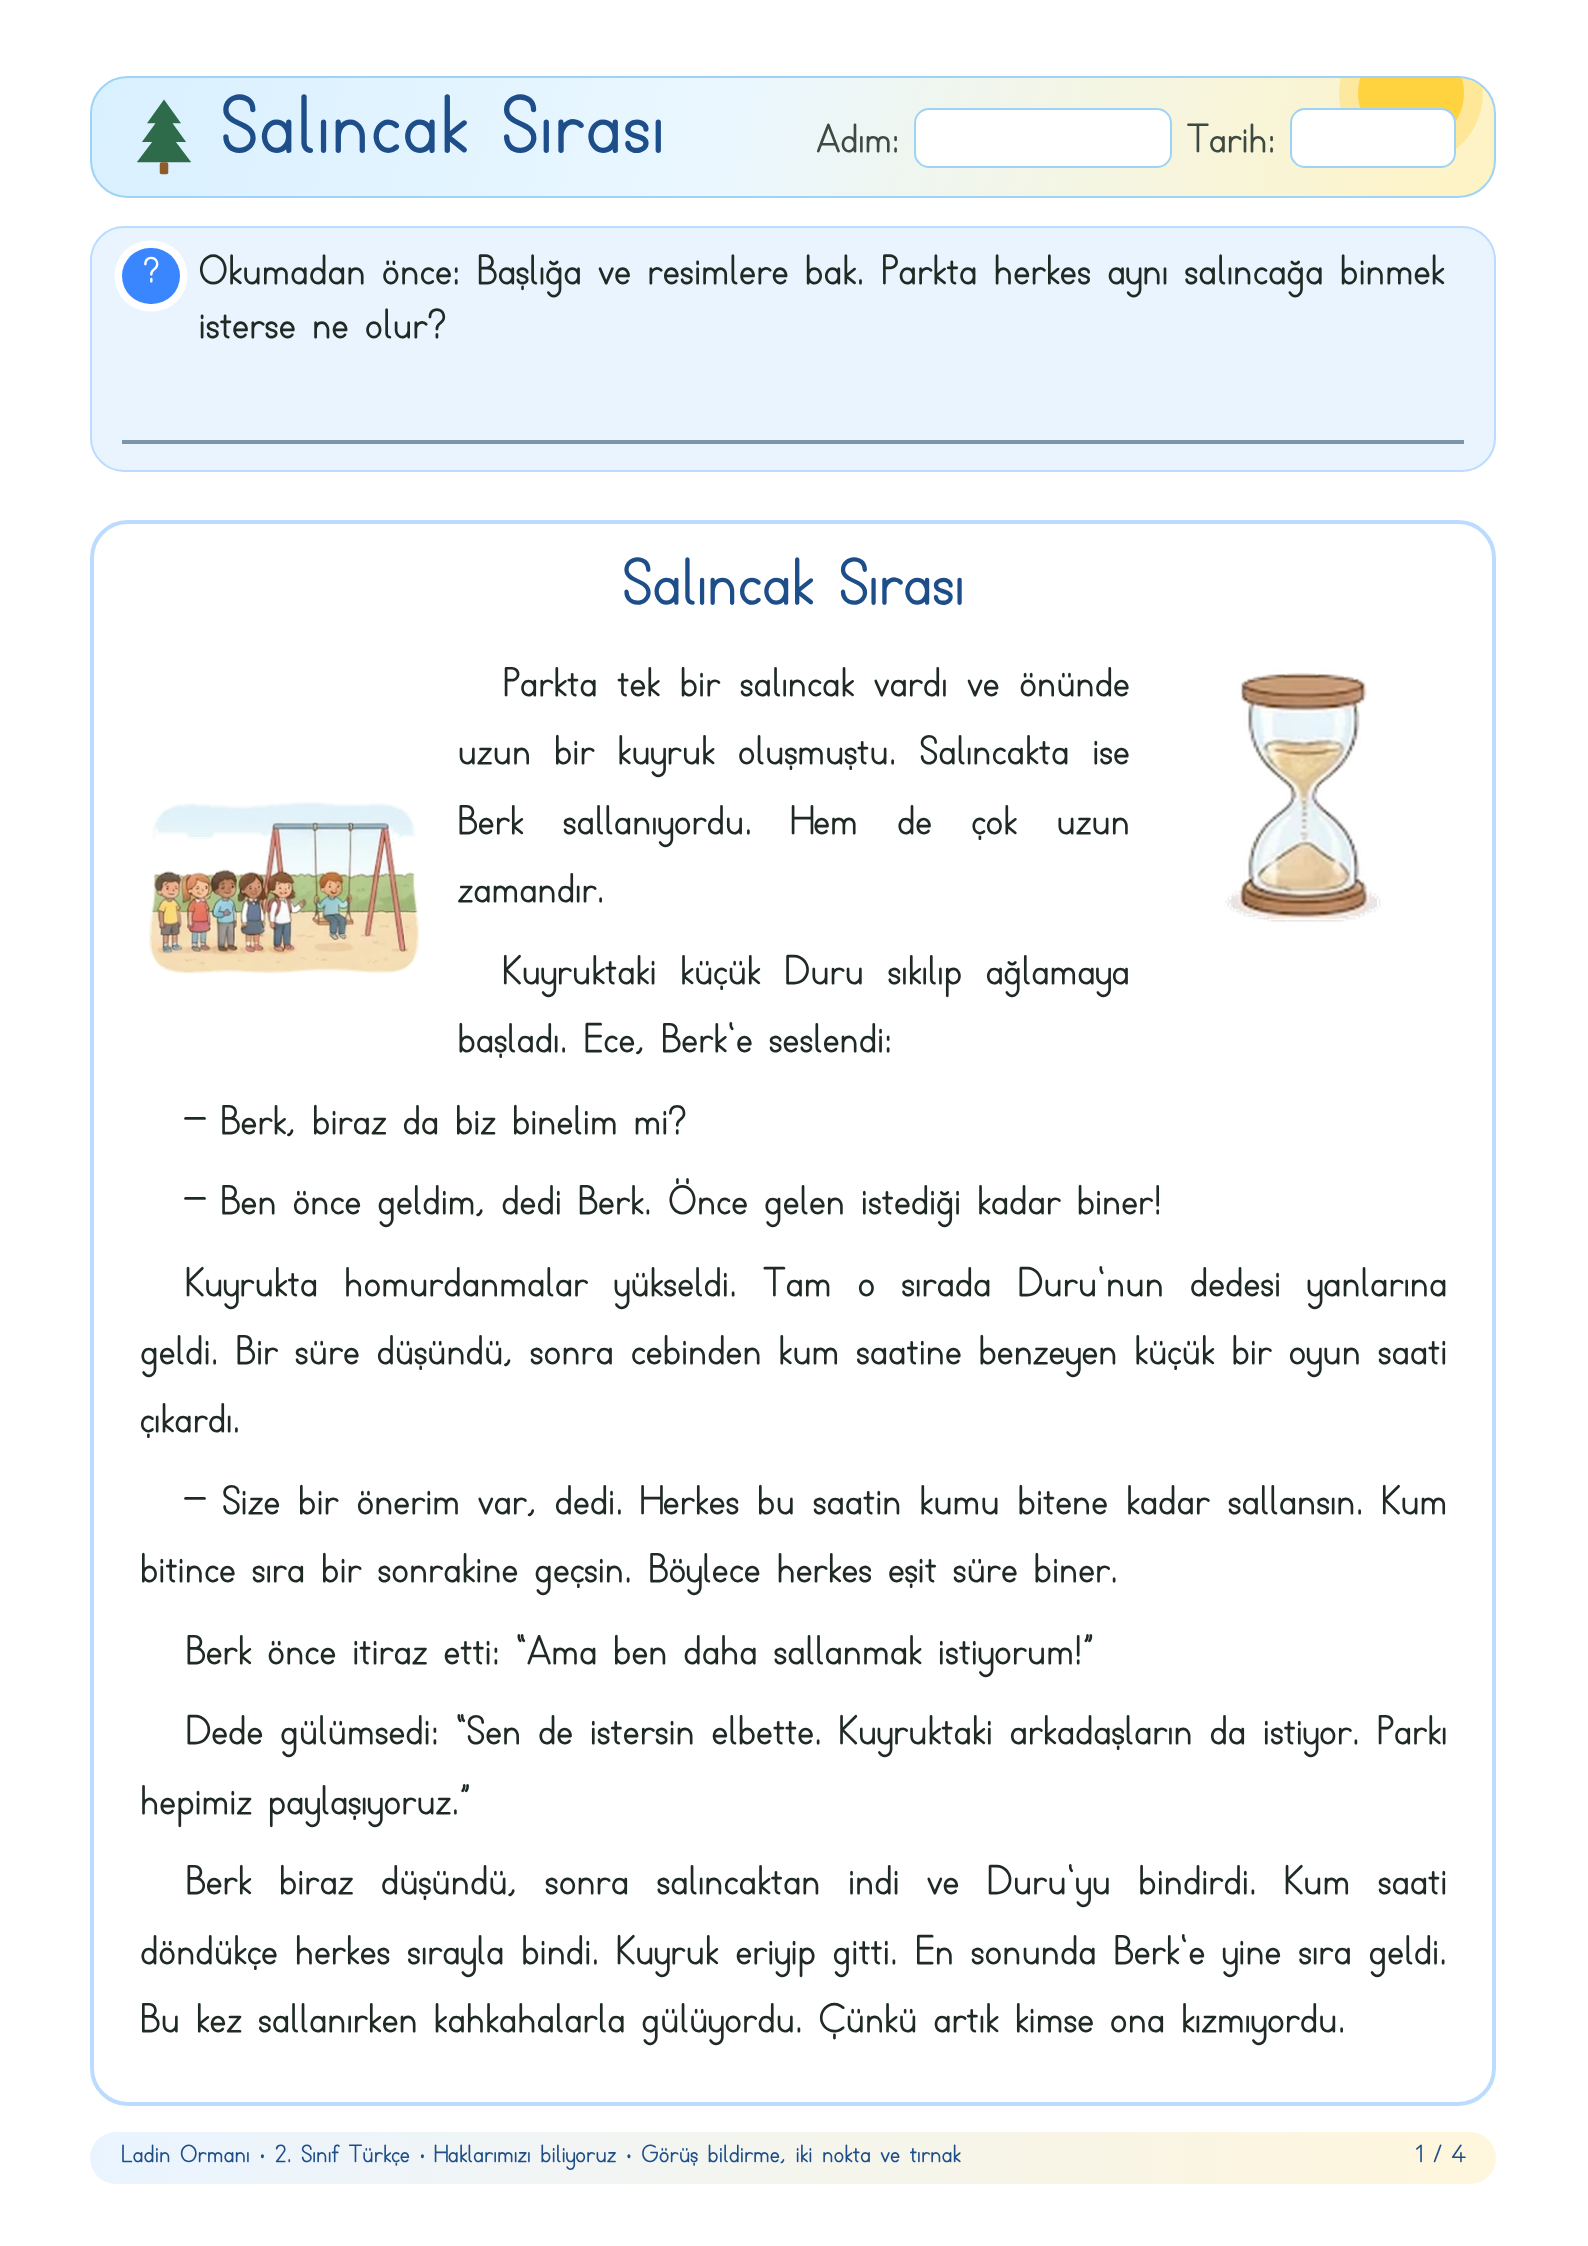 Salıncak Sırası
Adım:
Tarih:
?
Okumadan önce: Başlığa ve resimlere bak. Parkta herkes aynı salıncağa binmek
isterse ne olur?
Salıncak Sırası
Parkta tek bir salıncak vardı ve önünde
uzun bir kuyruk oluşmuştu. Salıncakta ise
Berk sallanıyordu. Hem de çok uzun
zamandır.
Kuyruktaki küçük Duru sıkılıp ağlamaya
başladı. Ece, Berk‛e seslendi:
– Berk, biraz da biz binelim mi?
– Ben önce geldim, dedi Berk. Önce gelen istediği kadar biner!
Kuyrukta homurdanmalar yükseldi. Tam o sırada Duru‛nun dedesi yanlarına
geldi. Bir süre düşündü, sonra cebinden kum saatine benzeyen küçük bir oyun saati
çıkardı.
– Size bir önerim var, dedi. Herkes bu saatin kumu bitene kadar sallansın. Kum
bitince sıra bir sonrakine geçsin. Böylece herkes eşit süre biner.
Berk önce itiraz etti: “Ama ben daha sallanmak istiyorum!”
Dede gülümsedi: “Sen de istersin elbette. Kuyruktaki arkadaşların da istiyor. Parkı
hepimiz paylaşıyoruz.”
Berk biraz düşündü, sonra salıncaktan indi ve Duru‛yu bindirdi. Kum saati
döndükçe herkes sırayla bindi. Kuyruk eriyip gitti. En sonunda Berk‛e yine sıra geldi.
Bu kez sallanırken kahkahalarla gülüyordu. Çünkü artık kimse ona kızmıyordu.
Ladin Ormanı • 2. Sınıf Türkçe • Haklarımızı biliyoruz • Görüş bildirme, iki nokta ve tırnak
1 / 4